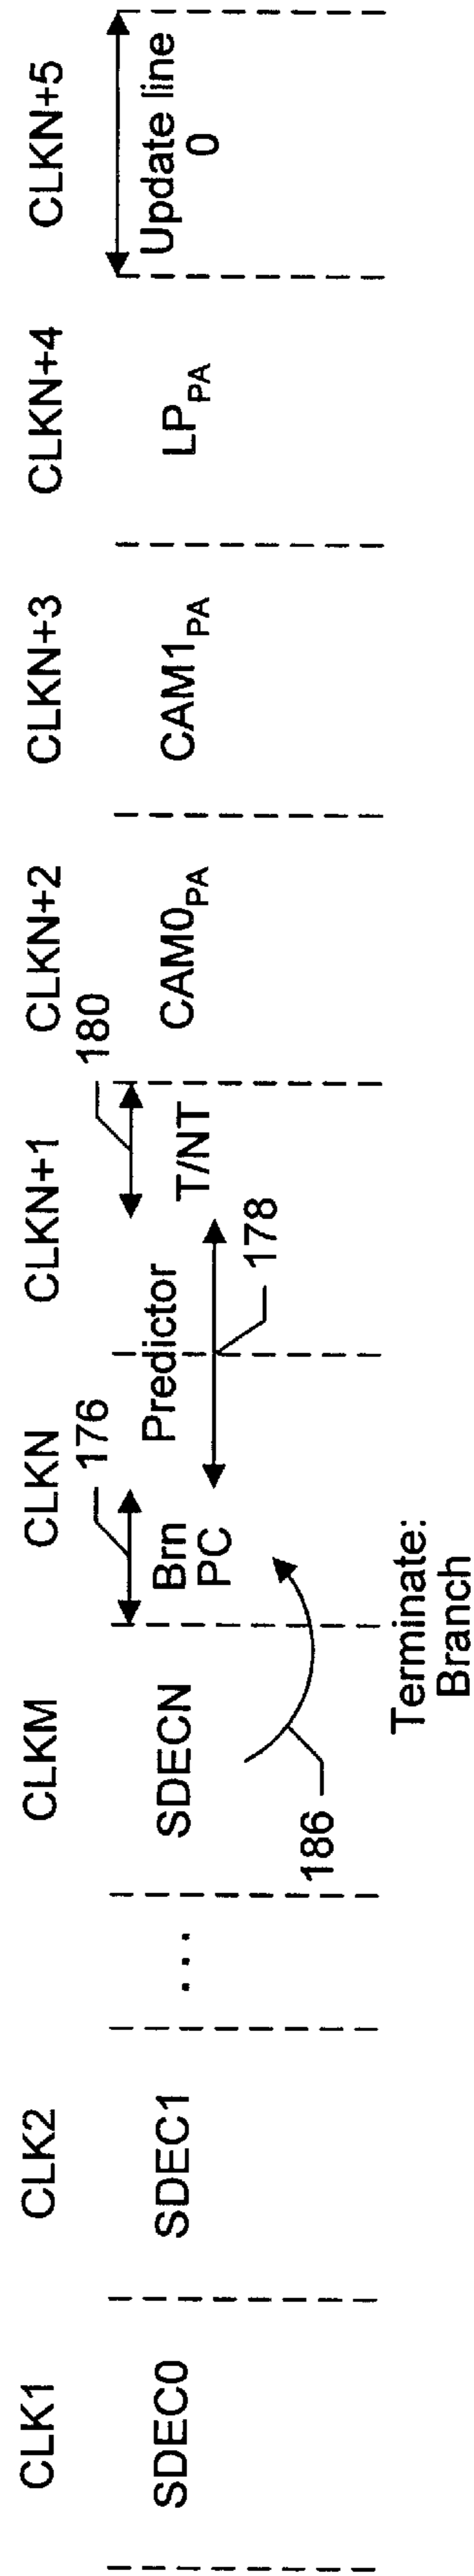 CLK1
CLK2
CLKM
CLKN
CLKN+1
CLKN+2
CLKN+3
CLKN+4
CLKN+5
176
180
SDEC0
SDEC1
...
SDECN
Brn
PC
Predictor
T/NT
CAM0PA
CAM1PA
LPPA
Update line
0
186
178
Terminate:
Branch